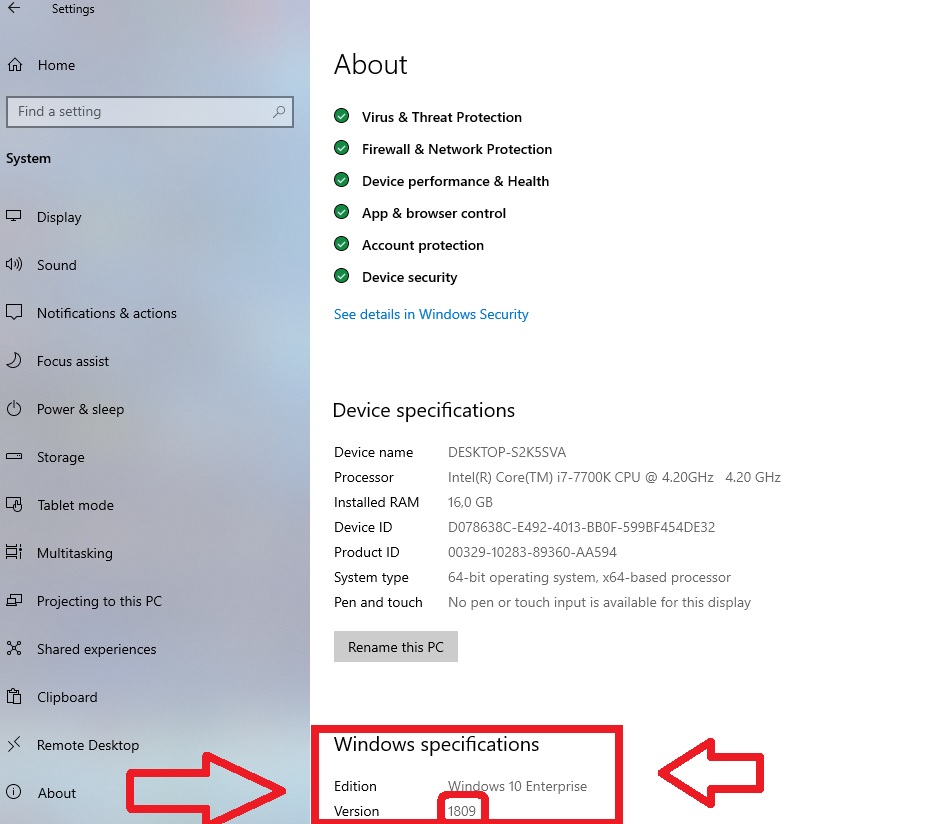 Settings
Home
Find a setting
System
Display
Sound
Notifications & actions
Focus assist
Power & sleep
Storage
Tablet mode
Multitasking
Projecting to this PC
Shared experiences
Clipboard
Remote Desktop
About
About
Virus & Threat Protection
Firewall & Network Protection
Device performance & Health
App & browser control
Account protection
Device security
See details in Windows Security
Device specifications
Device name DESKTOP-S2K5SVA
Processor Intel(R) Core(TM) i7-7700K CPU @ 4.20GHz 4.20 GHz
Installed RAM 16,0 GB
Device ID D078638C-E492-4013-BB0F-599BF454DE32
Product ID 00329-10283-89360-AA594
System type 64-bit operating system, x64-based processor
Pen and touch No pen or touch input is available for this display
Rename this PC
Windows specifications
Edition Windows 10 Enterprise
Version 1809